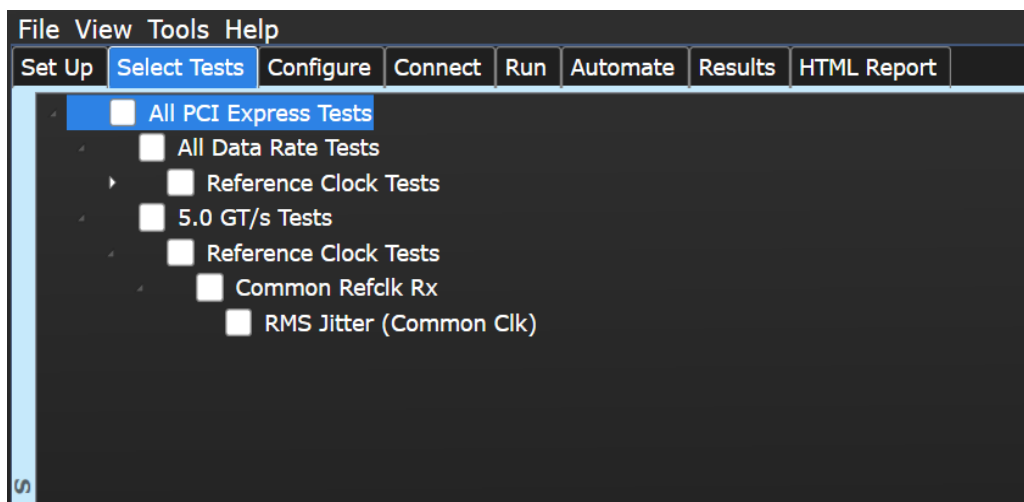 File View Tools Help
Set Up Select Tests Configure Connect Run Automate Results HTML Report
All PCI Express Tests
All Data Rate Tests
Reference Clock Tests
5.0 GT/s Tests
Reference Clock Tests
Common Refclk Rx
RMS Jitter (Common Clk)
S